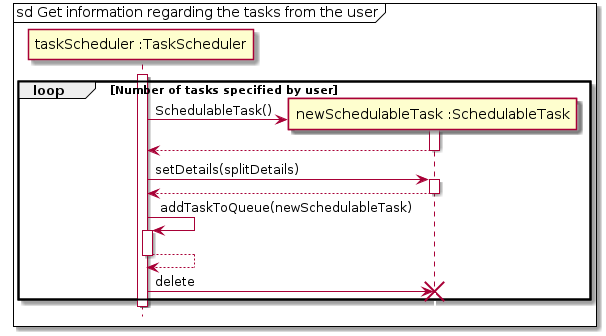 sd Get information regarding the tasks from the user
taskScheduler :TaskScheduler
loop [Number of tasks specified by user]
SchedulableTask()
newSchedulableTask :SchedulableTask
setDetails(splitDetails)
addTaskToQueue(newSchedulableTask)
delete